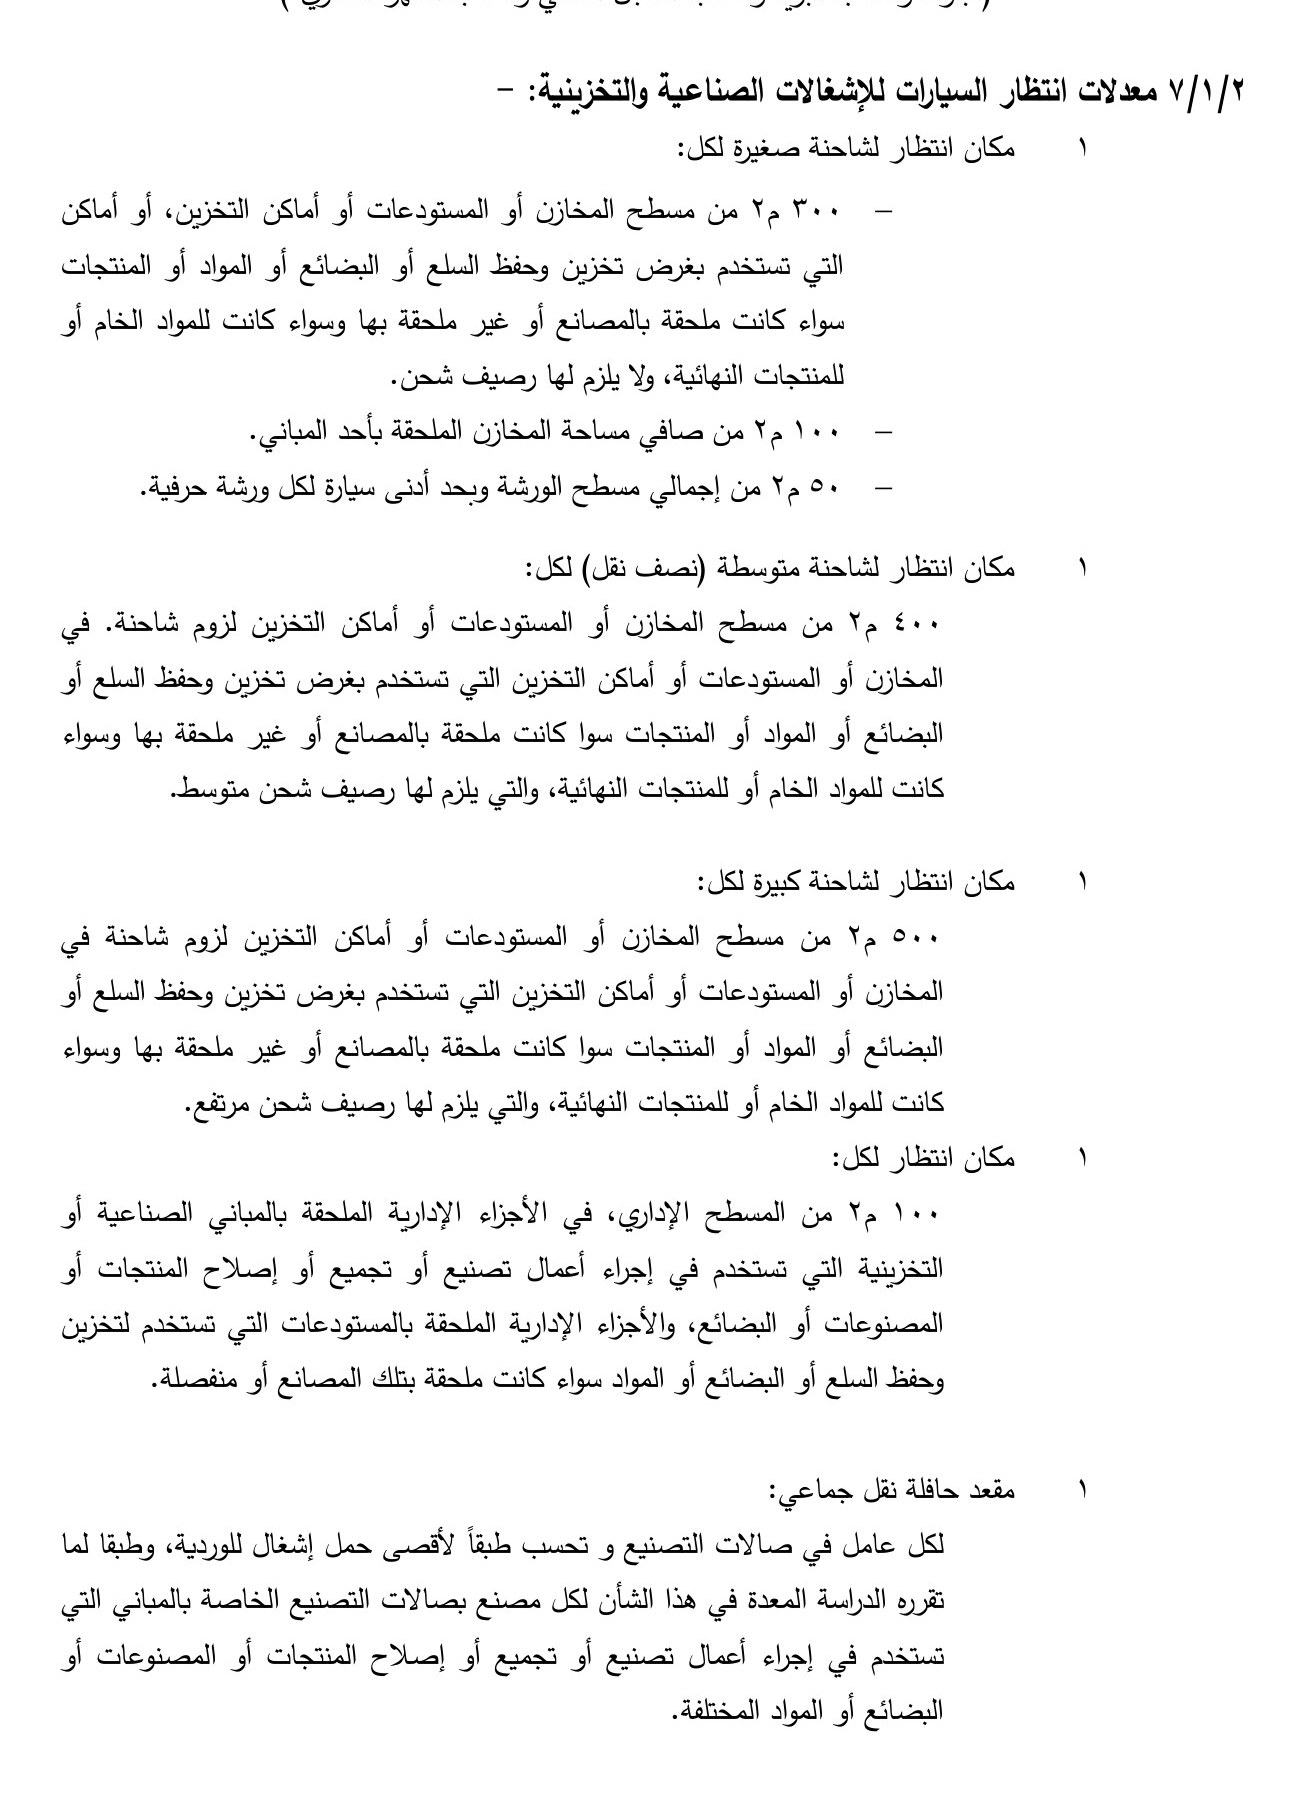 ٧/١/٢ معدلات انتظار السيارات للإشغالات الصناعية والتخزينية: -
١ مكان انتظار لشاحنة صغيرة لكل:
– ٣٠٠ م٢ من مسطح المخازن أو المستودعات أو أماكن التخزين، أو أماكن
التي تستخدم بغرض تخزين وحفظ السلع أو البضائع أو المواد أو المنتجات
سواء كانت ملحقة بالمصانع أو غير ملحقة بها وسواء كانت للمواد الخام أو
للمنتجات النهائية، ولا يلزم لها رصيف شحن.
– ١٠٠ م٢ من صافي مساحة المخازن الملحقة بأحد المباني.
– ٥٠ م٢ من إجمالي مسطح الورشة وبحد أدنى سيارة لكل ورشة حرفية.
١ مكان انتظار لشاحنة متوسطة (نصف نقل) لكل:
٤٠٠ م٢ من مسطح المخازن أو المستودعات أو أماكن التخزين لزوم شاحنة. في
المخازن أو المستودعات أو أماكن التخزين التي تستخدم بغرض تخزين وحفظ السلع أو
البضائع أو المواد أو المنتجات سوا كانت ملحقة بالمصانع أو غير ملحقة بها وسواء
كانت للمواد الخام أو للمنتجات النهائية، والتي يلزم لها رصيف شحن متوسط.
١ مكان انتظار لشاحنة كبيرة لكل:
٥٠٠ م٢ من مسطح المخازن أو المستودعات أو أماكن التخزين لزوم شاحنة في
المخازن أو المستودعات أو أماكن التخزين التي تستخدم بغرض تخزين وحفظ السلع أو
البضائع أو المواد أو المنتجات سوا كانت ملحقة بالمصانع أو غير ملحقة بها وسواء
كانت للمواد الخام أو للمنتجات النهائية، والتي يلزم لها رصيف شحن مرتفع.
١ مكان انتظار لكل:
١٠٠ م٢ من المسطح الإداري، في الأجزاء الإدارية الملحقة بالمباني الصناعية أو
التخزينية التي تستخدم في إجراء أعمال تصنيع أو تجميع أو إصلاح المنتجات أو
المصنوعات أو البضائع، والأجزاء الإدارية الملحقة بالمستودعات التي تستخدم لتخزين
وحفظ السلع أو البضائع أو المواد سواء كانت ملحقة بتلك المصانع أو منفصلة.
١ مقعد حافلة نقل جماعي:
لكل عامل في صالات التصنيع و تحسب طبقاً لأقصى حمل إشغال للوردية، وطبقا لما
تقرره الدراسة المعدة في هذا الشأن لكل مصنع بصالات التصنيع الخاصة بالمباني التي
تستخدم في إجراء أعمال تصنيع أو تجميع أو إصلاح المنتجات أو المصنوعات أو
البضائع أو المواد المختلفة.